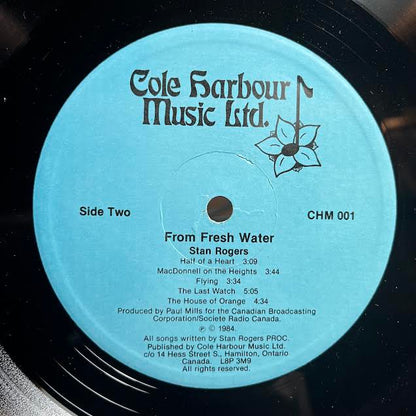 Cole Harbour
Music Ltd.
Side Two
CHM 001
From Fresh Water
Stan Rogers
Half of a Heart 3:09
MacDonnell on the Heights 3:44
Flying 3:34
The Last Watch 5:05
The House of Orange 4:34
Produced by Paul Mills for the Canadian Broadcasting
Corporation/Societe Radio Canada.
℗ © 1984.
All songs written by Stan Rogers PROC.
Published by Cole Harbour Music Ltd.
c/o 14 Hess Street S., Hamilton, Ontario
Canada. L8P 3M9
All rights reserved.